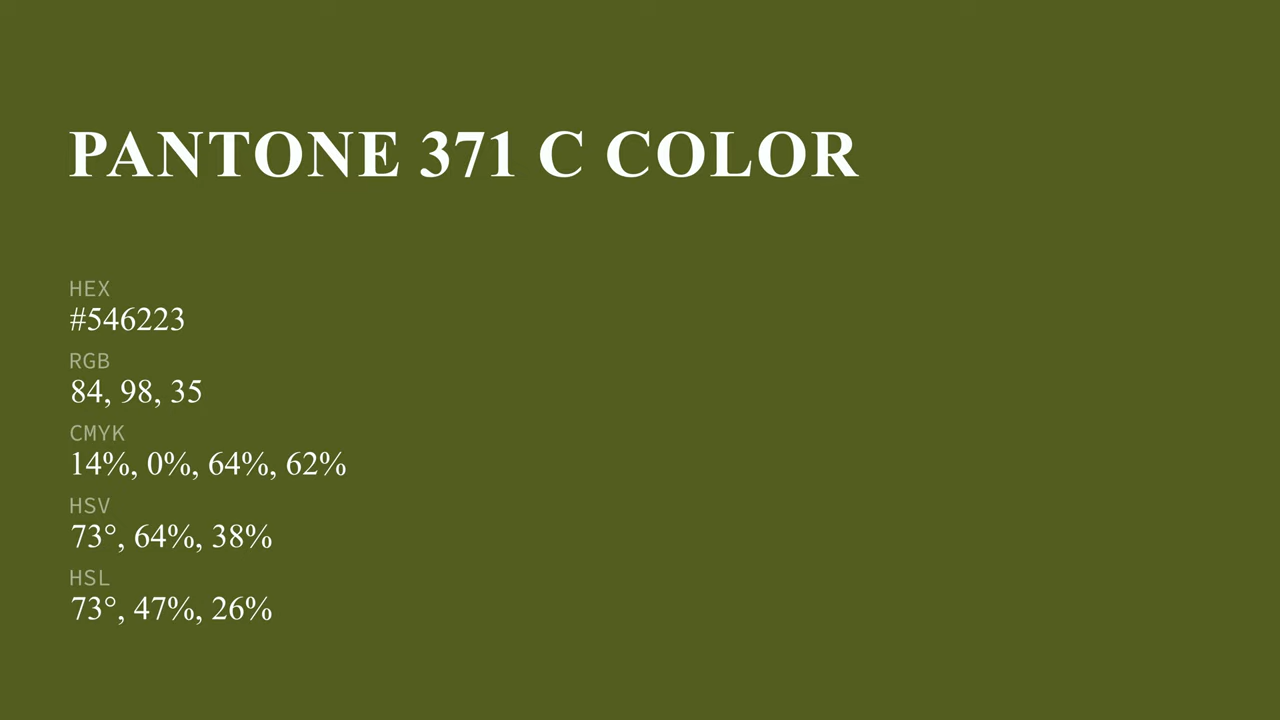 PANTONE 371 C COLOR
HEX
#546223
RGB
84, 98, 35
CMYK
14%, 0%, 64%, 62%
HSV
73°, 64%, 38%
HSL
73°, 47%, 26%